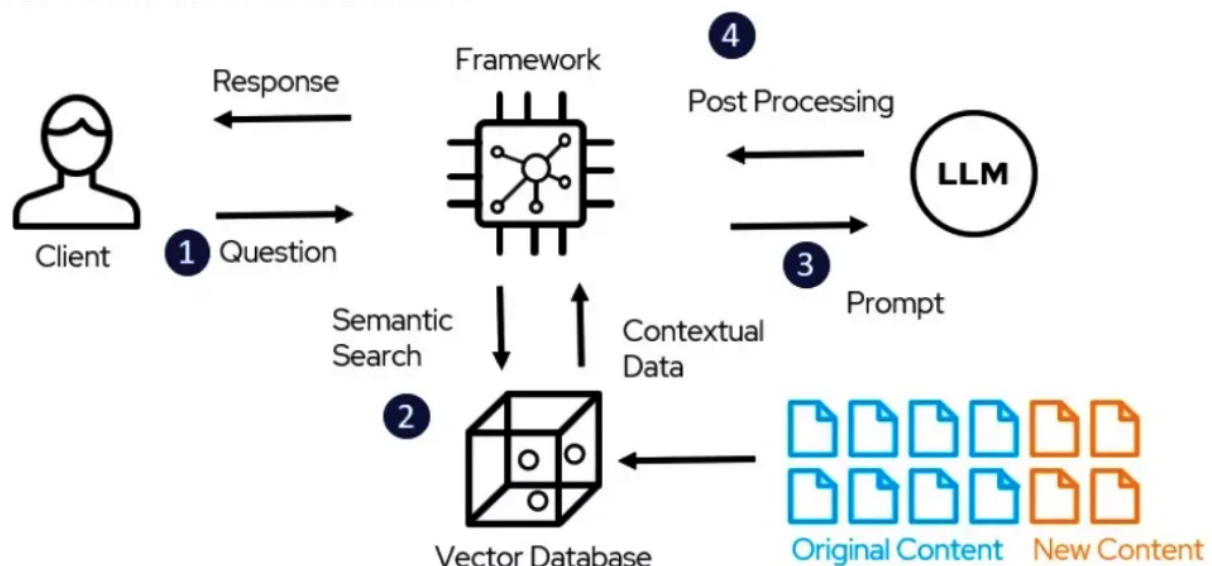 Response
Framework
4
Post Processing
LLM
Client
1 Question
3
Prompt
Semantic
Search
Contextual
Data
2
Vector Database
Original Content
New Content